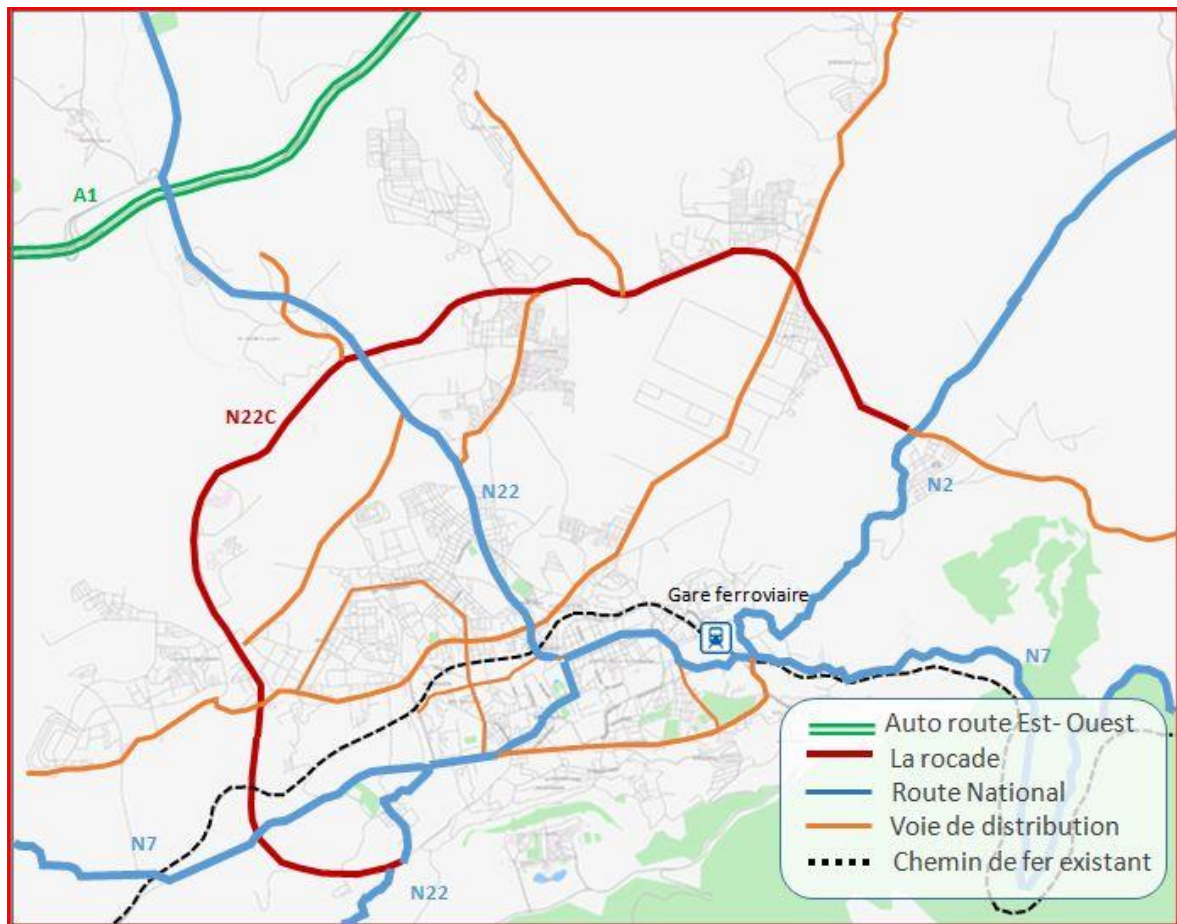 A1
N22C
N22
N2
Gare ferroviaire
N7
N7
N22
Auto route Est- Ouest
La rocade
Route National
Voie de distribution
Chemin de fer existant